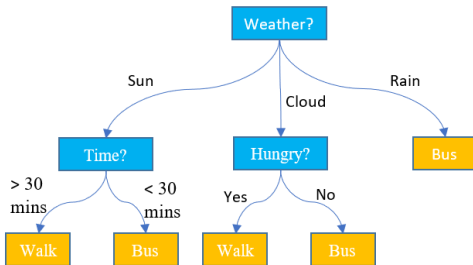 Weather?
Sun
Cloud
Rain
Time?
Hungry?
Bus
> 30
mins
< 30
mins
Yes
No
Walk
Bus
Walk
Bus